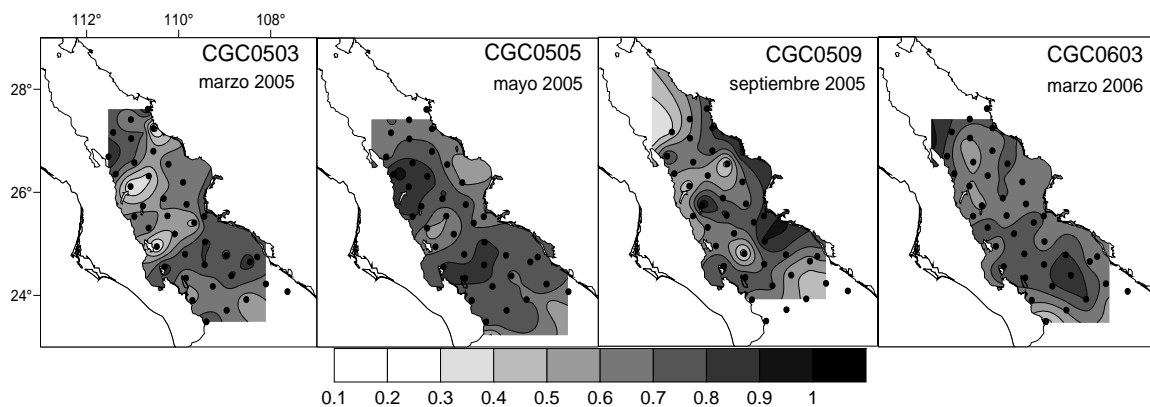 112° 110° 108°
CGC0503 CGC0505 CGC0509 CGC0603
marzo 2005 mayo 2005 septiembre 2005 marzo 2006
28°
26°
24°
0.1 0.2 0.3 0.4 0.5 0.6 0.7 0.8 0.9 1